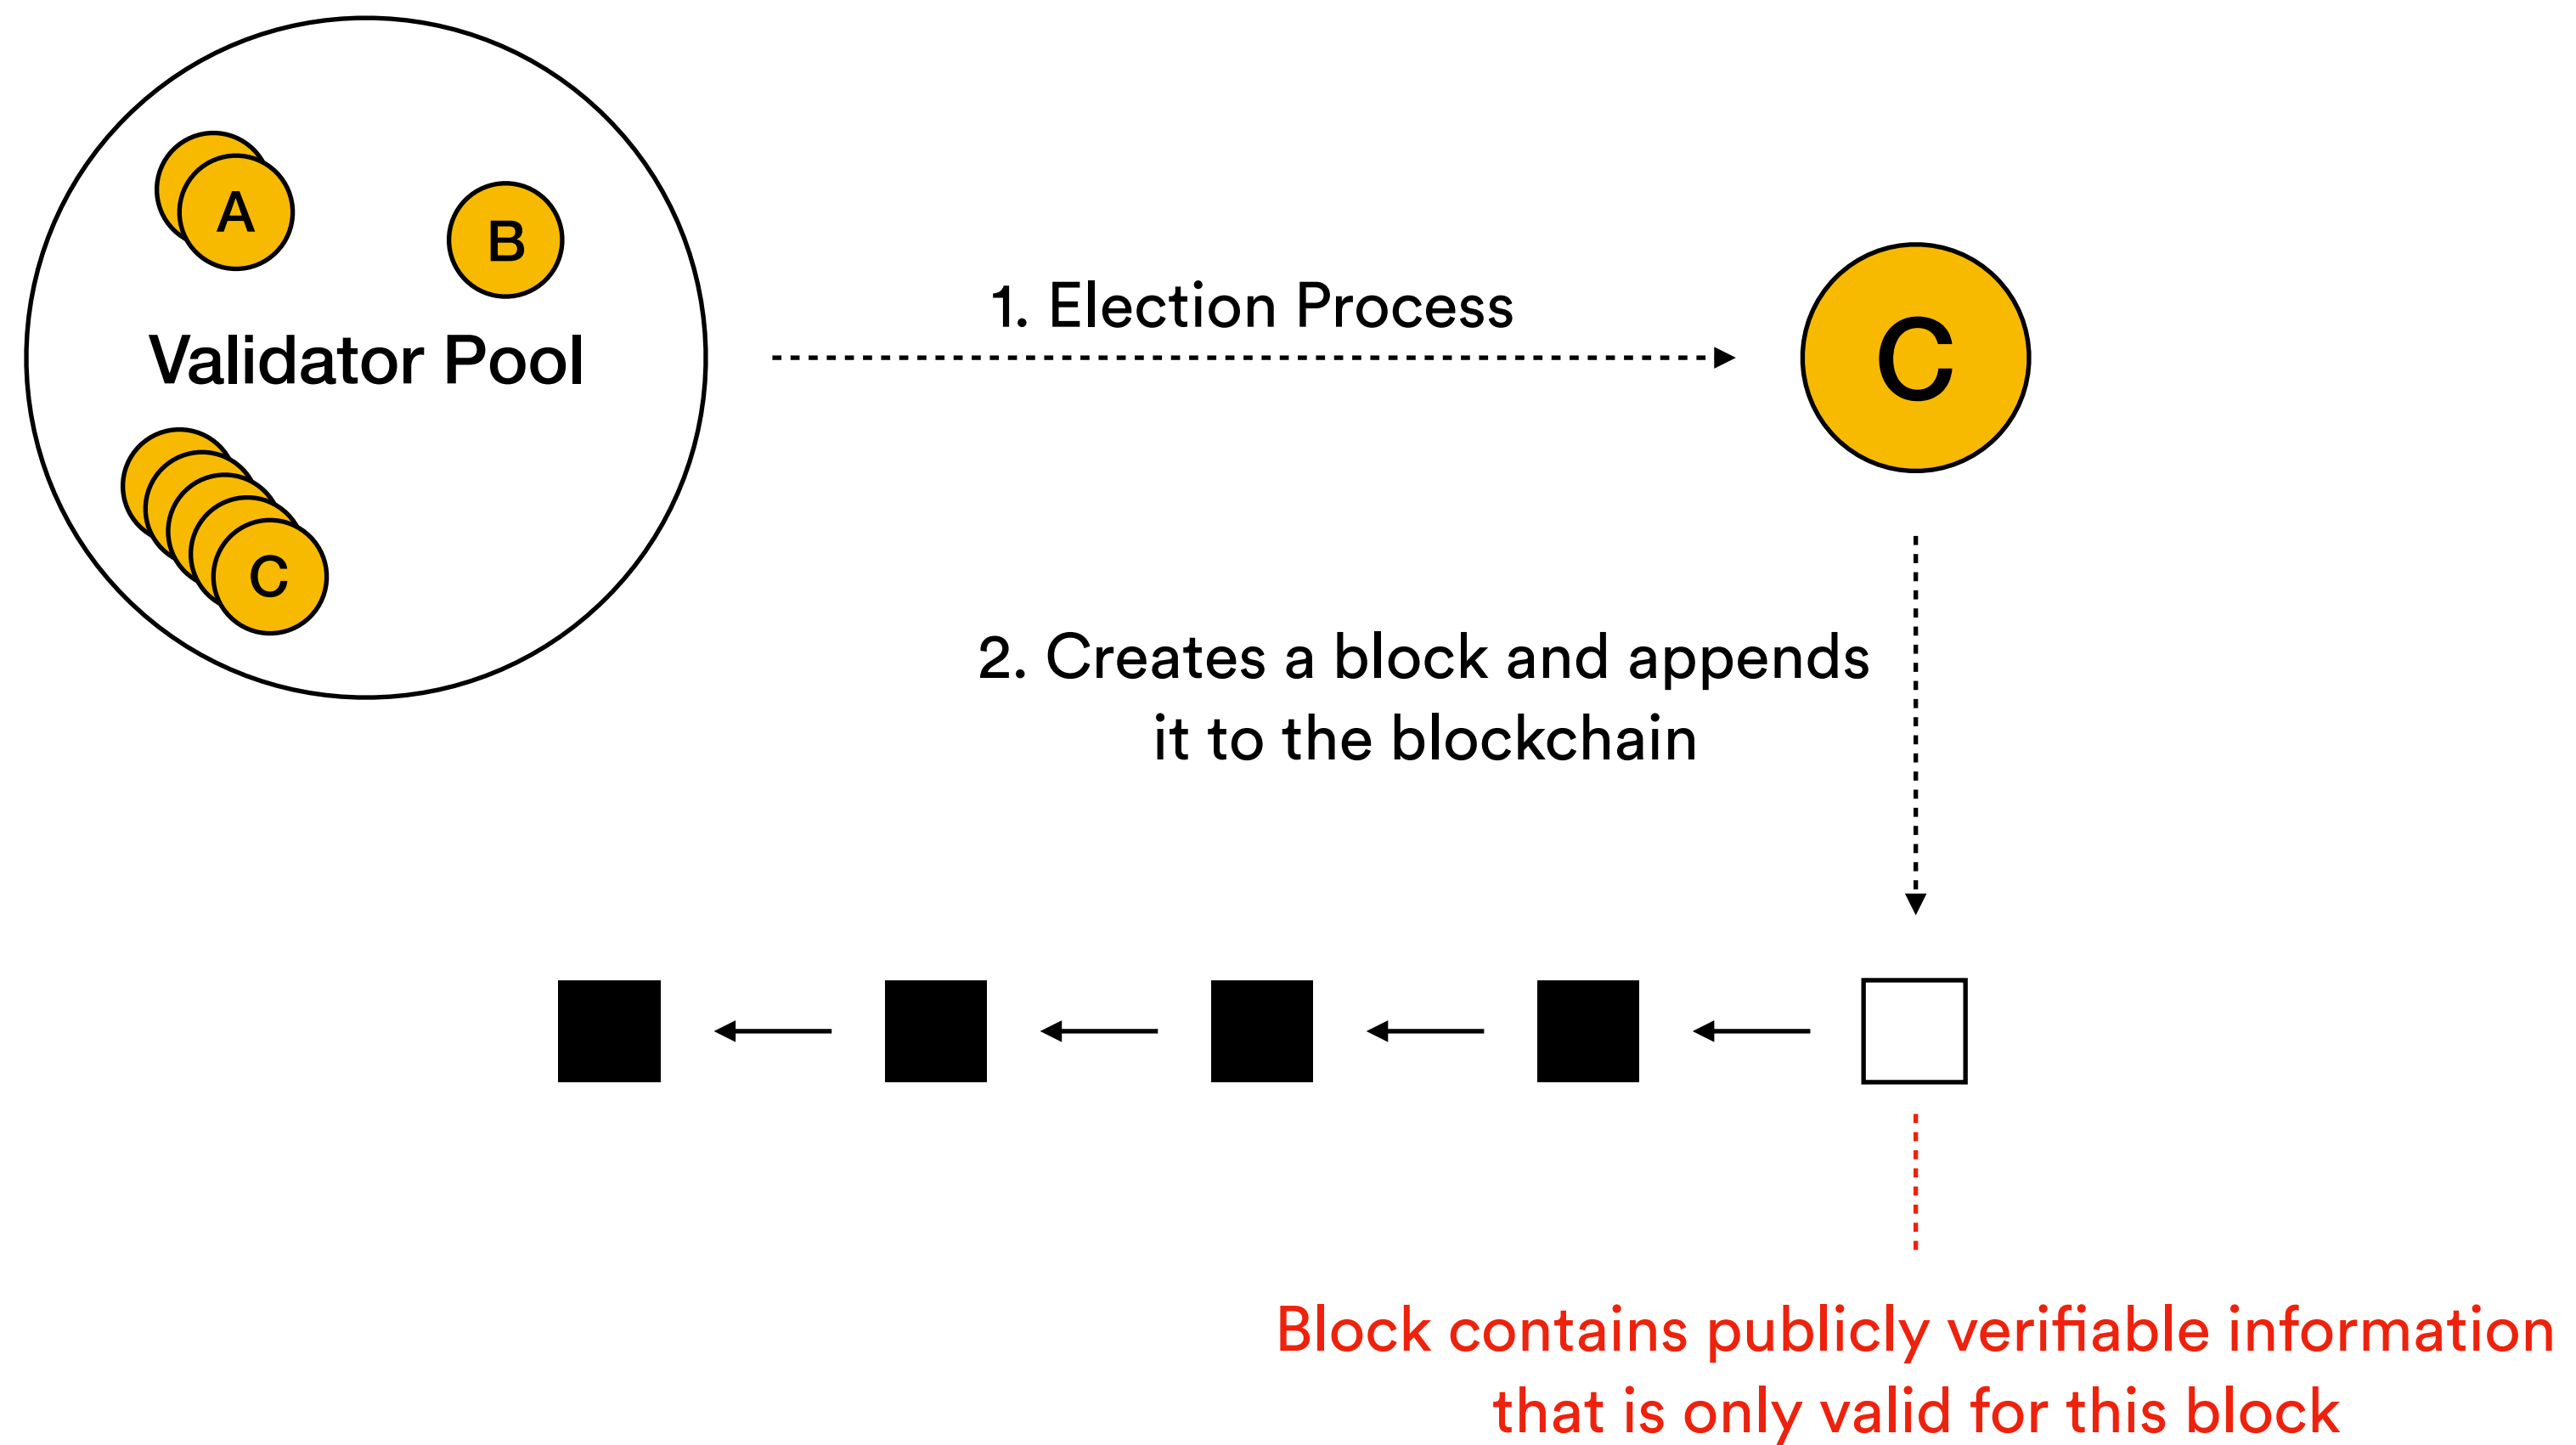 A
B
Validator Pool
C
1. Election Process
C
2. Creates a block and appends
it to the blockchain
Block contains publicly verifiable information
that is only valid for this block